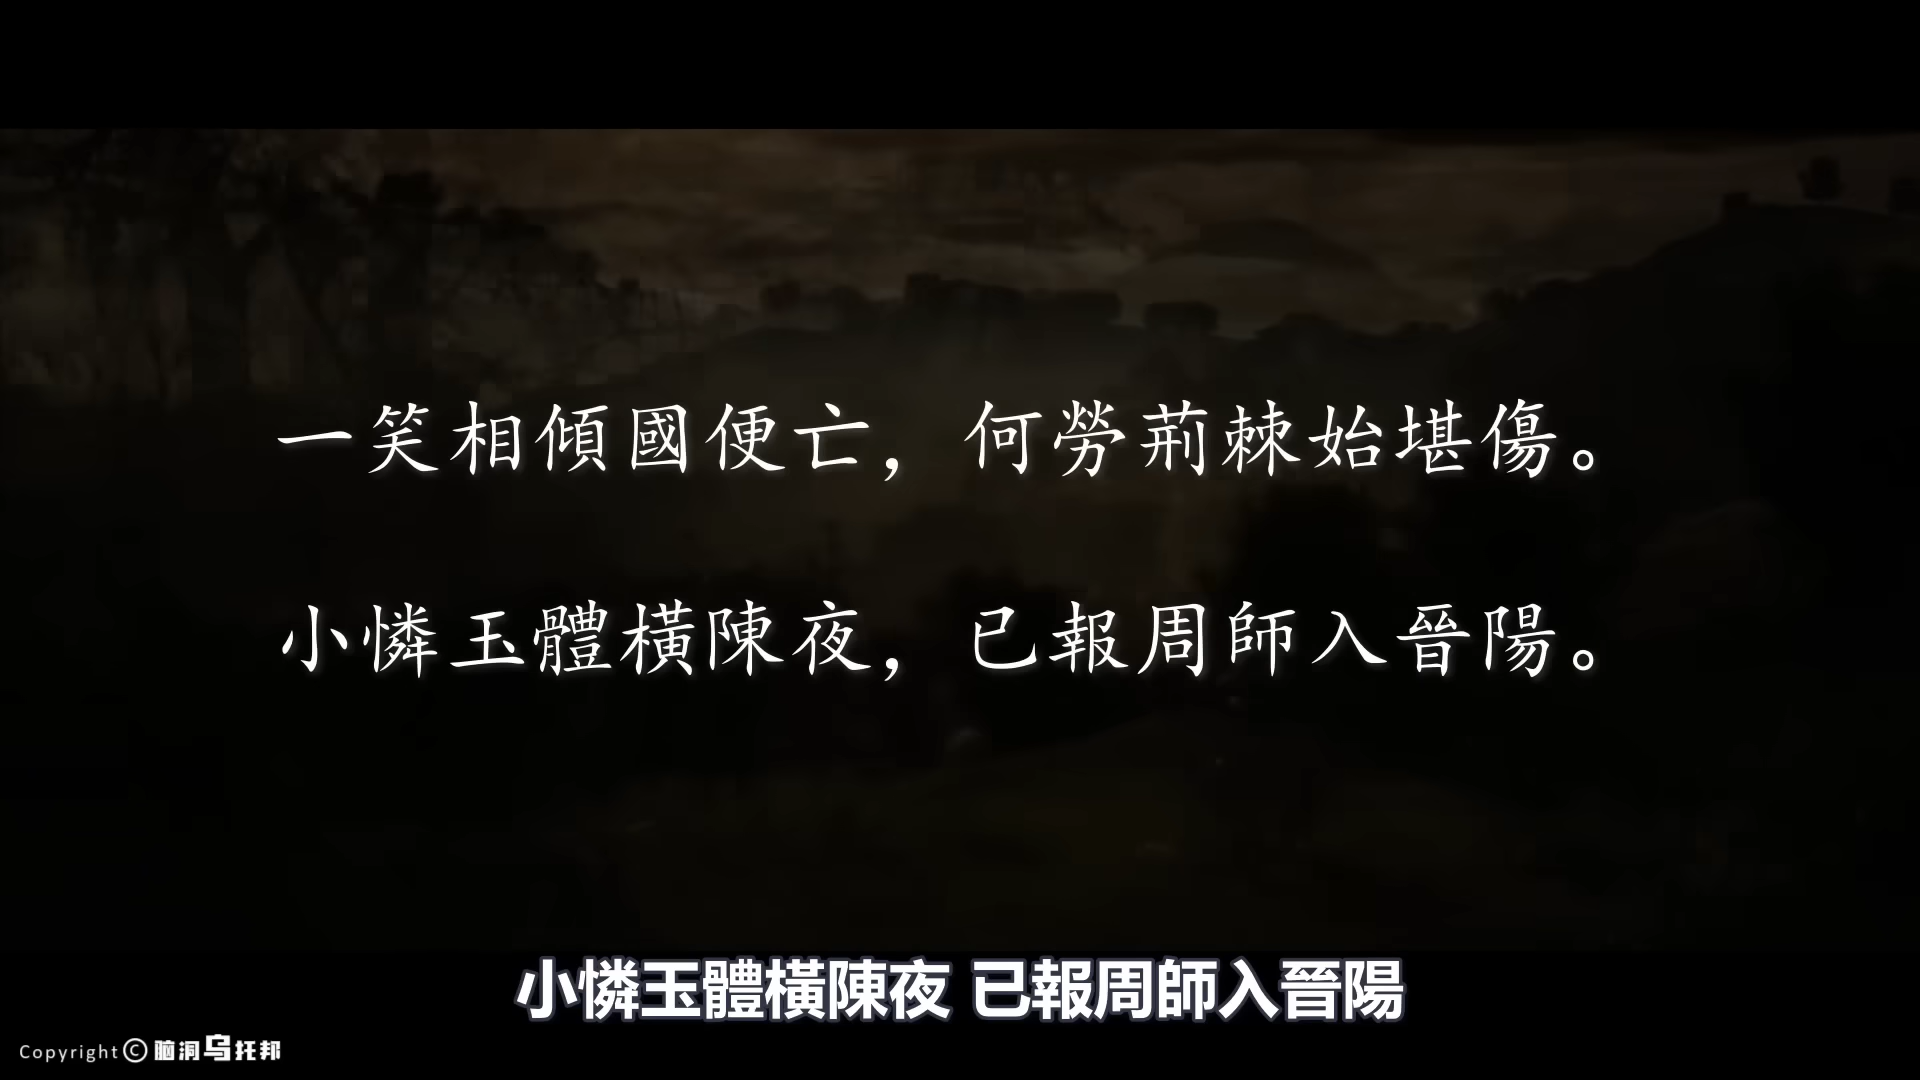 一笑相傾國便亡，何勞荊棘始堪傷。
小憐玉體橫陳夜，已報周師入晉陽。
小憐玉體橫陳夜 已報周師入晉陽
Copyright © 脑洞乌托邦